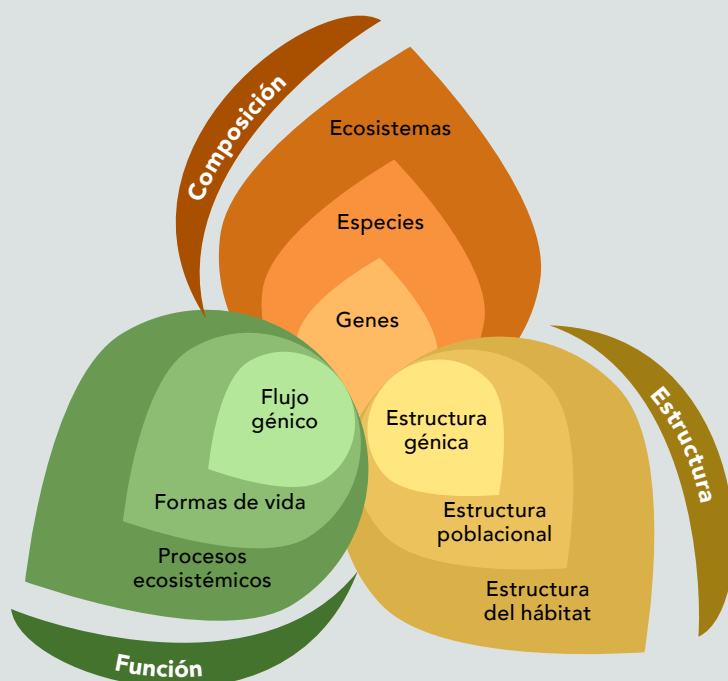 Composición
Ecosistemas
Especies
Genes
Flujo
génico
Formas de vida
Procesos
ecosistémicos
Función
Estructura
génica
Estructura
poblacional
Estructura
del hábitat
Estructura